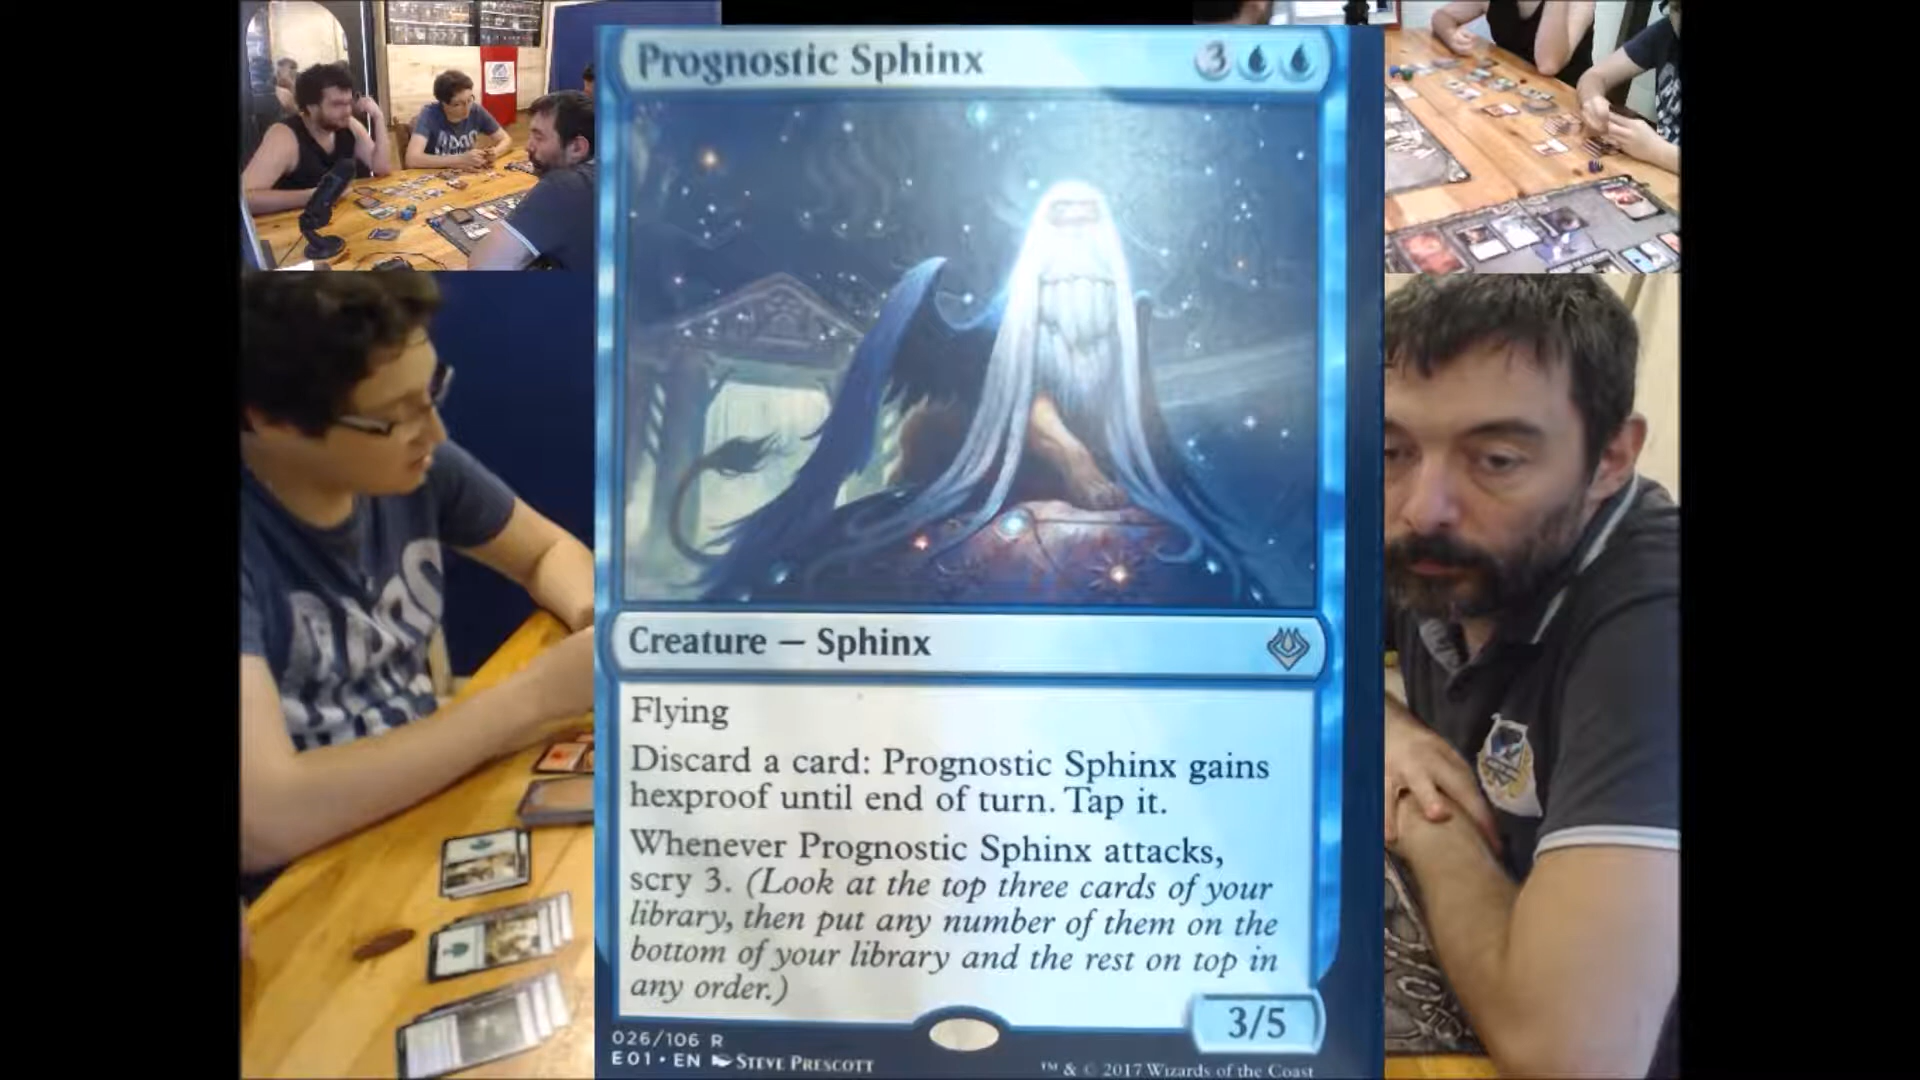 Prognostic Sphinx 3
Creature — Sphinx
Flying
Discard a card: Prognostic Sphinx gains
hexproof until end of turn. Tap it.
Whenever Prognostic Sphinx attacks,
scry 3. (Look at the top three cards of your
library, then put any number of them on the
bottom of your library and the rest on top in
any order.)
3/5
026/106 R
E01 • EN STEVE PRESCOTT
™ & © 2017 Wizards of the Coast